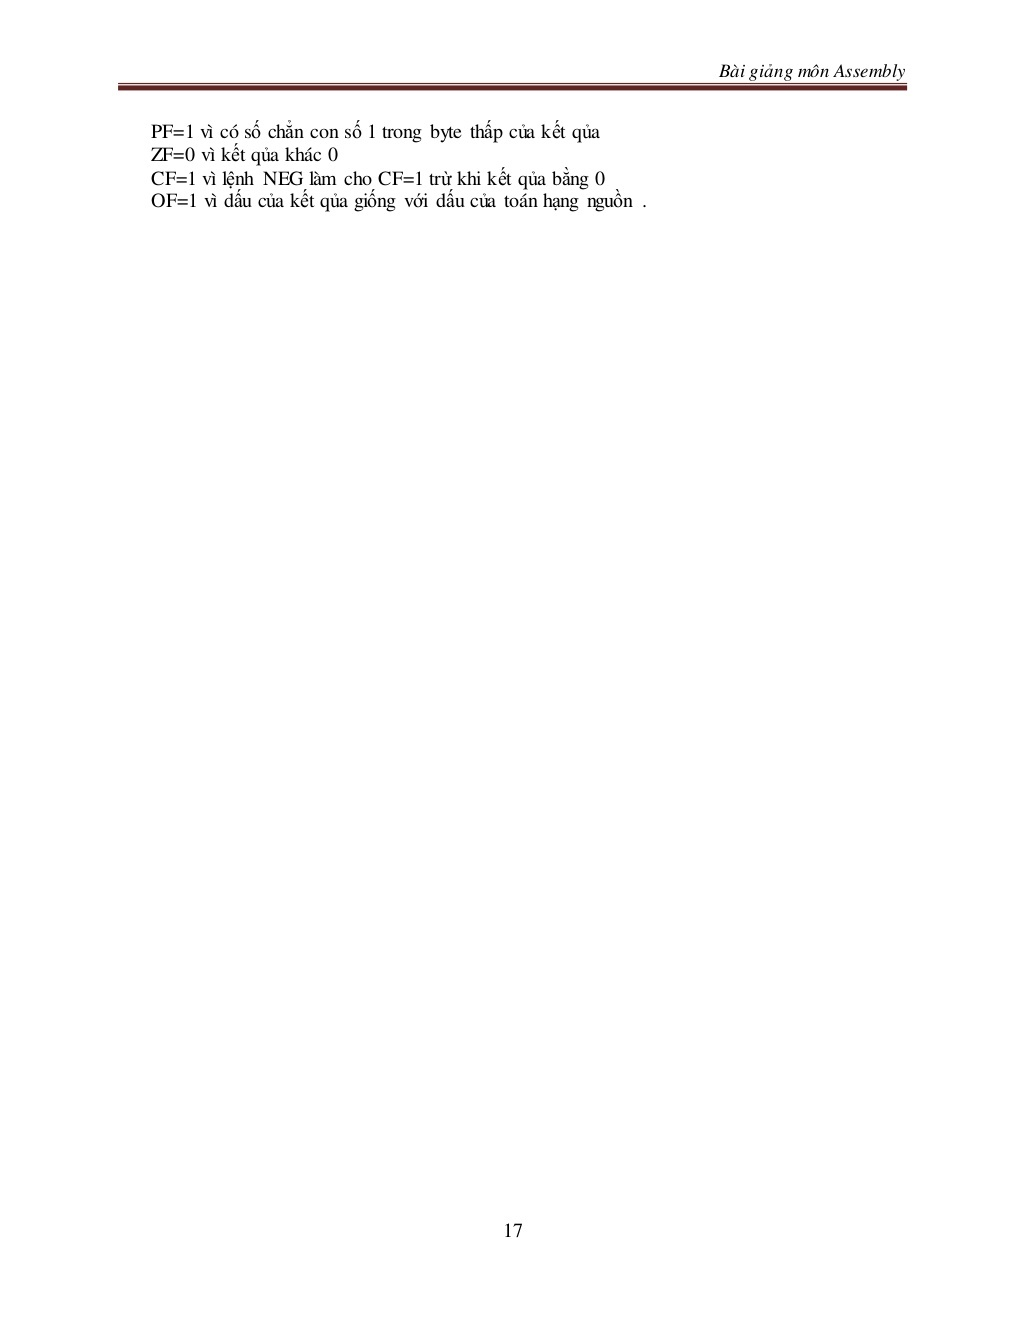 Bài giảng môn Assembly
PF=1 vì có số chẳn con số 1 trong byte thấp của kết qủa
ZF=0 vì kết qủa khác 0
CF=1 vì lệnh NEG làm cho CF=1 trừ khi kết qủa bằng 0
OF=1 vì dấu của kết qủa giống với dấu của toán hạng nguồn .
17